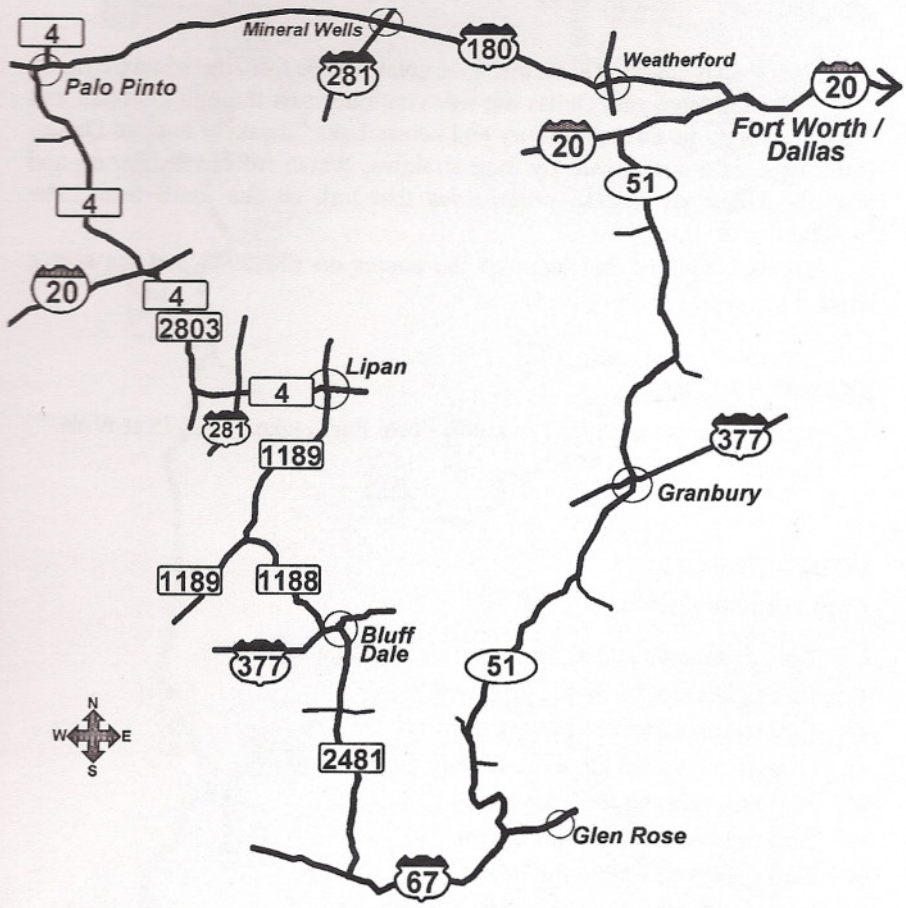 4
Mineral Wells
180
281
Weatherford
20
Palo Pinto
Fort Worth /
Dallas
20
51
4
20
4
2803
Lipan
4
281
1189
377
Granbury
1189
1188
Bluff
Dale
377
51
N
W
E
S
2481
Glen Rose
67